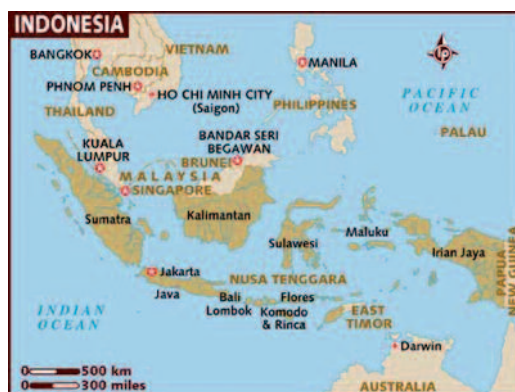 INDONESIA
BANGKOK
VIETNAM
MANILA
CAMBODIA
PHNOM PENH
HO CHI MINH CITY
(Saigon)
THAILAND
PHILIPPINES
PACIFIC
OCEAN
PALAU
KUALA
LUMPUR
BANDAR SERI
BEGAWAN
BRUNEI
MALAYSIA
SINGAPORE
Sumatra
Kalimantan
Sulawesi
Maluku
Irian Jaya
PAPUA
NEW GUINEA
Jakarta
Java
NUSA TENGGARA
INDIAN
OCEAN
Bali
Lombok
Flores
Komodo
& Rinca
EAST
TIMOR
Darwin
AUSTRALIA
0 500 km
0 300 miles